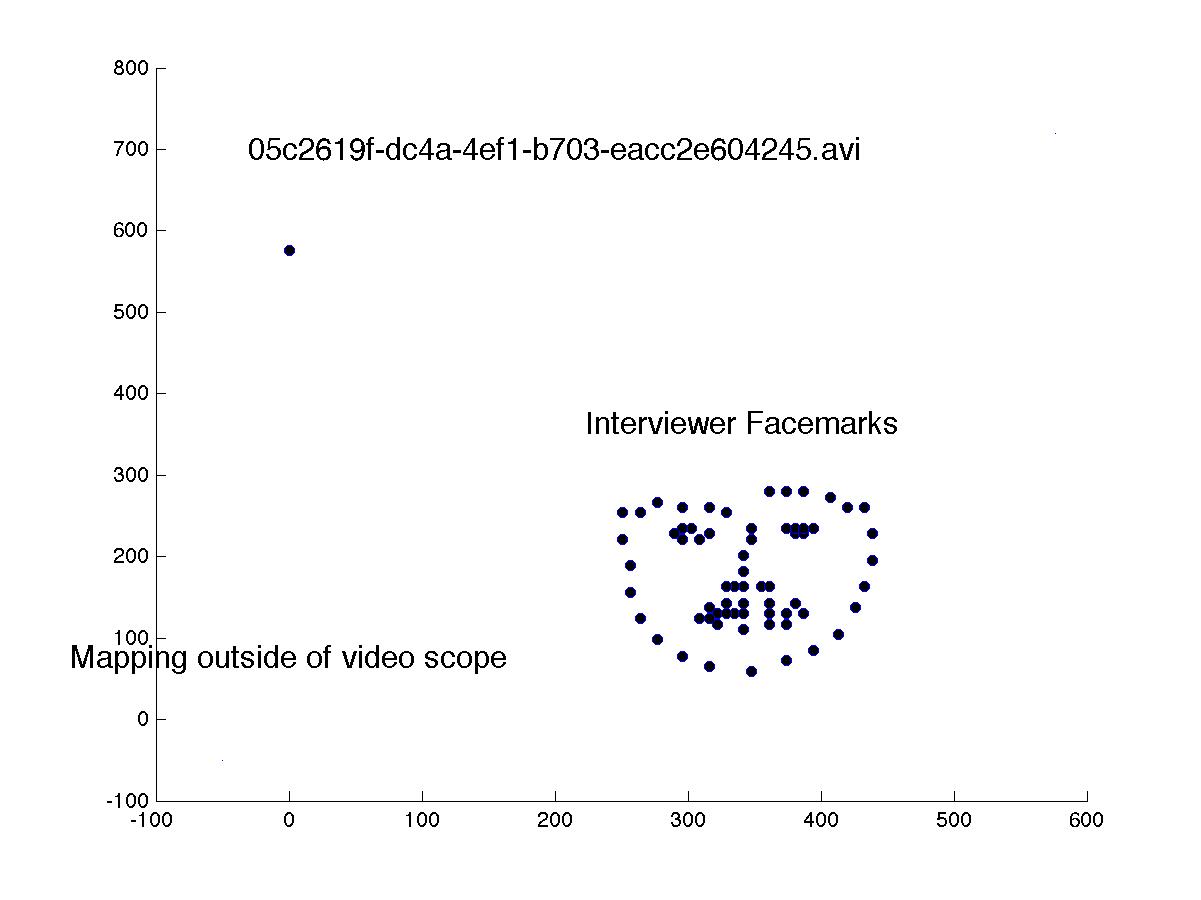 800
700
05c2619f-dc4a-4ef1-b703-eacc2e604245.avi
600
500
400
Interviewer Facemarks
300
200
100
Mapping outside of video scope
0
-100
-100 0 100 200 300 400 500 600